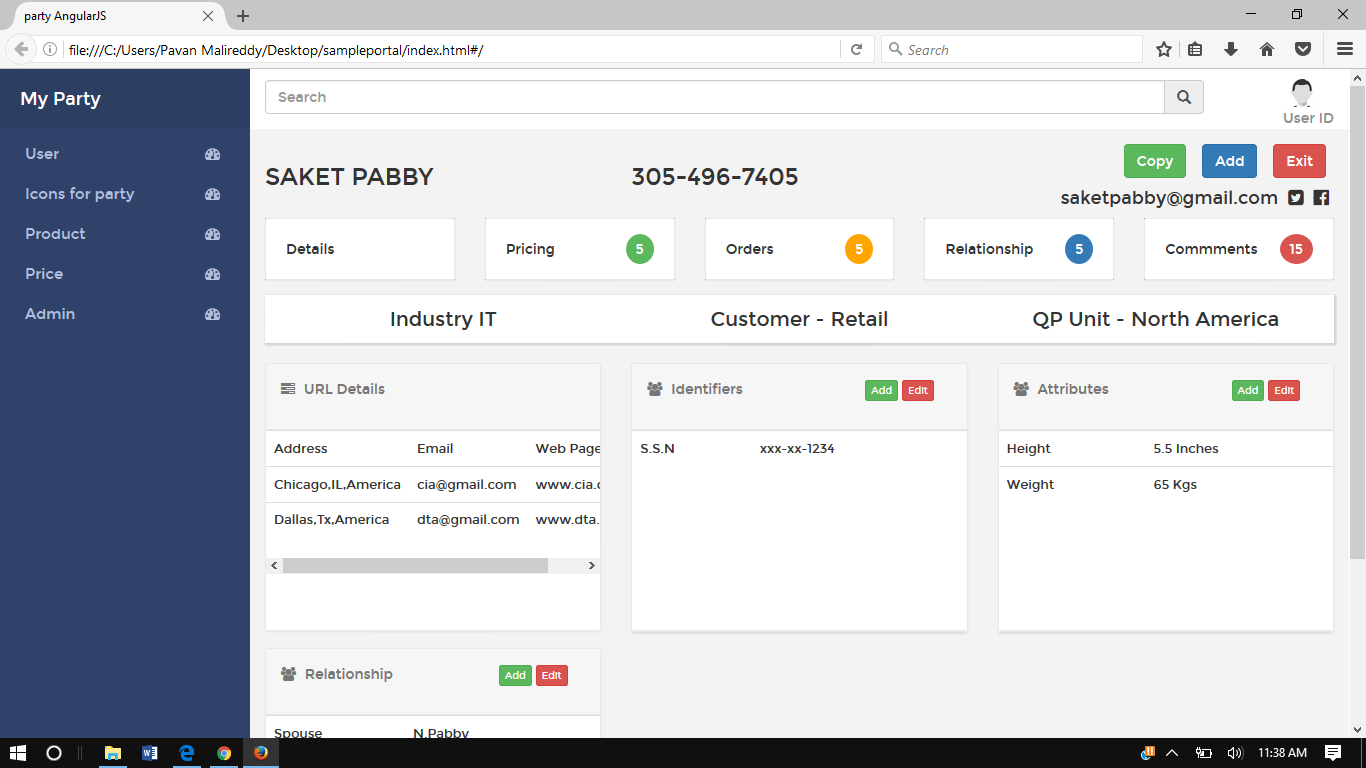 party AngularJS
file:///C:/Users/Pavan Malireddy/Desktop/sampleportal/index.html#/
Search
My Party
Search
User ID
User
Icons for party
Product
Price
Admin
Copy Add Exit
SAKET PABBY 305-496-7405
saketpabby@gmail.com
Details Pricing 5 Orders 5 Relationship 5 Commments 15
Industry IT Customer - Retail QP Unit - North America
URL Details
Address Email Web Page
Chicago,IL,America cia@gmail.com www.cia.
Dallas,Tx,America dta@gmail.com www.dta.
Identifiers Add Edit
S.S.N xxx-xx-1234
Attributes Add Edit
Height 5.5 Inches
Weight 65 Kgs
Relationship Add Edit
Spouse N.Pabby
11:38 AM